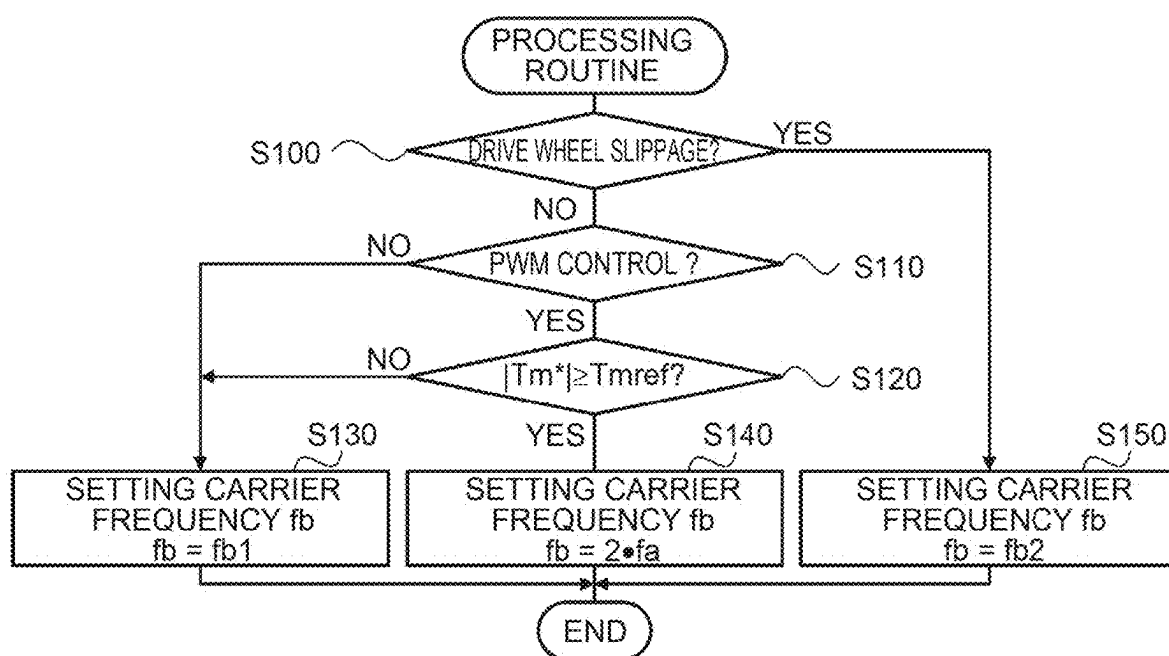 PROCESSING
ROUTINE
S100
DRIVE WHEEL SLIPPAGE?
YES
NO
NO
PWM CONTROL ?
S110
YES
NO
|Tm*|≥Tmref?
S120
YES
S130
S140
S150
SETTING CARRIER
FREQUENCY fb
fb = fb1
SETTING CARRIER
FREQUENCY fb
fb = 2•fa
SETTING CARRIER
FREQUENCY fb
fb = fb2
END